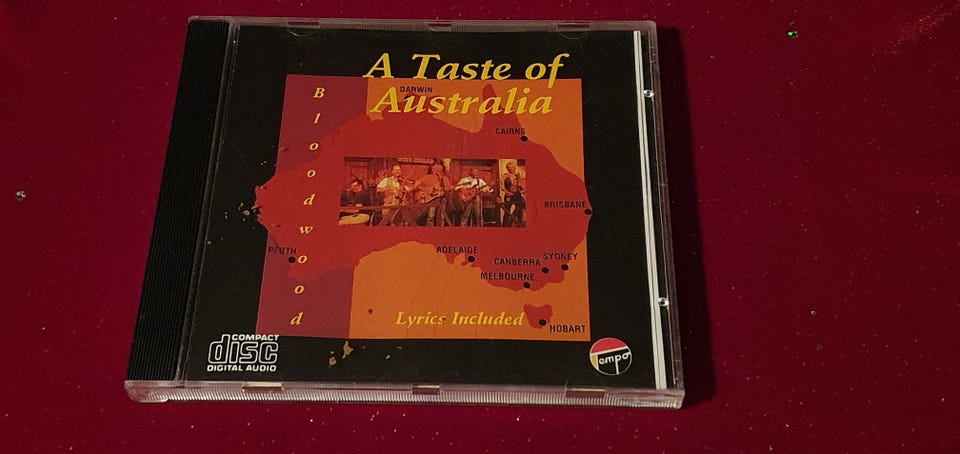 A Taste of
Australia
DARWIN
Bloodwood
CAIRNS
BRISBANE
PERTH
ADELAIDE
CANBERRA
SYDNEY
MELBOURNE
Lyrics Included
HOBART
COMPACT
disc
DIGITAL AUDIO
Tempo